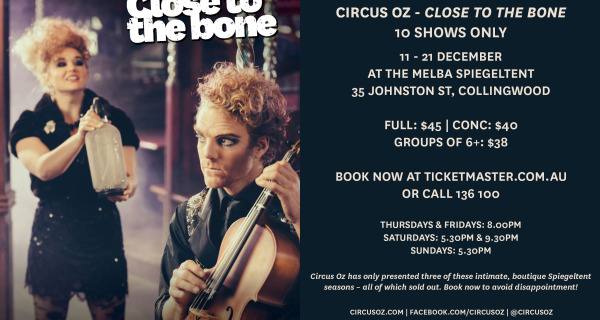 Close to
the bone
CIRCUS OZ - CLOSE TO THE BONE
10 SHOWS ONLY
11 - 21 DECEMBER
AT THE MELBA SPIEGELTENT
35 JOHNSTON ST, COLLINGWOOD
FULL: $45 | CONC: $40
GROUPS OF 6+: $38
BOOK NOW AT TICKETMASTER.COM.AU
OR CALL 136 100
THURSDAYS & FRIDAYS: 8.00PM
SATURDAYS: 5.30PM & 9.30PM
SUNDAYS: 5.30PM
Circus Oz has only presented three of these intimate, boutique Spiegeltent
seasons – all of which sold out. Book now to avoid disappointment!
CIRCUSOZ.COM | FACEBOOK.COM/CIRCUSOZ | @CIRCUSOZ